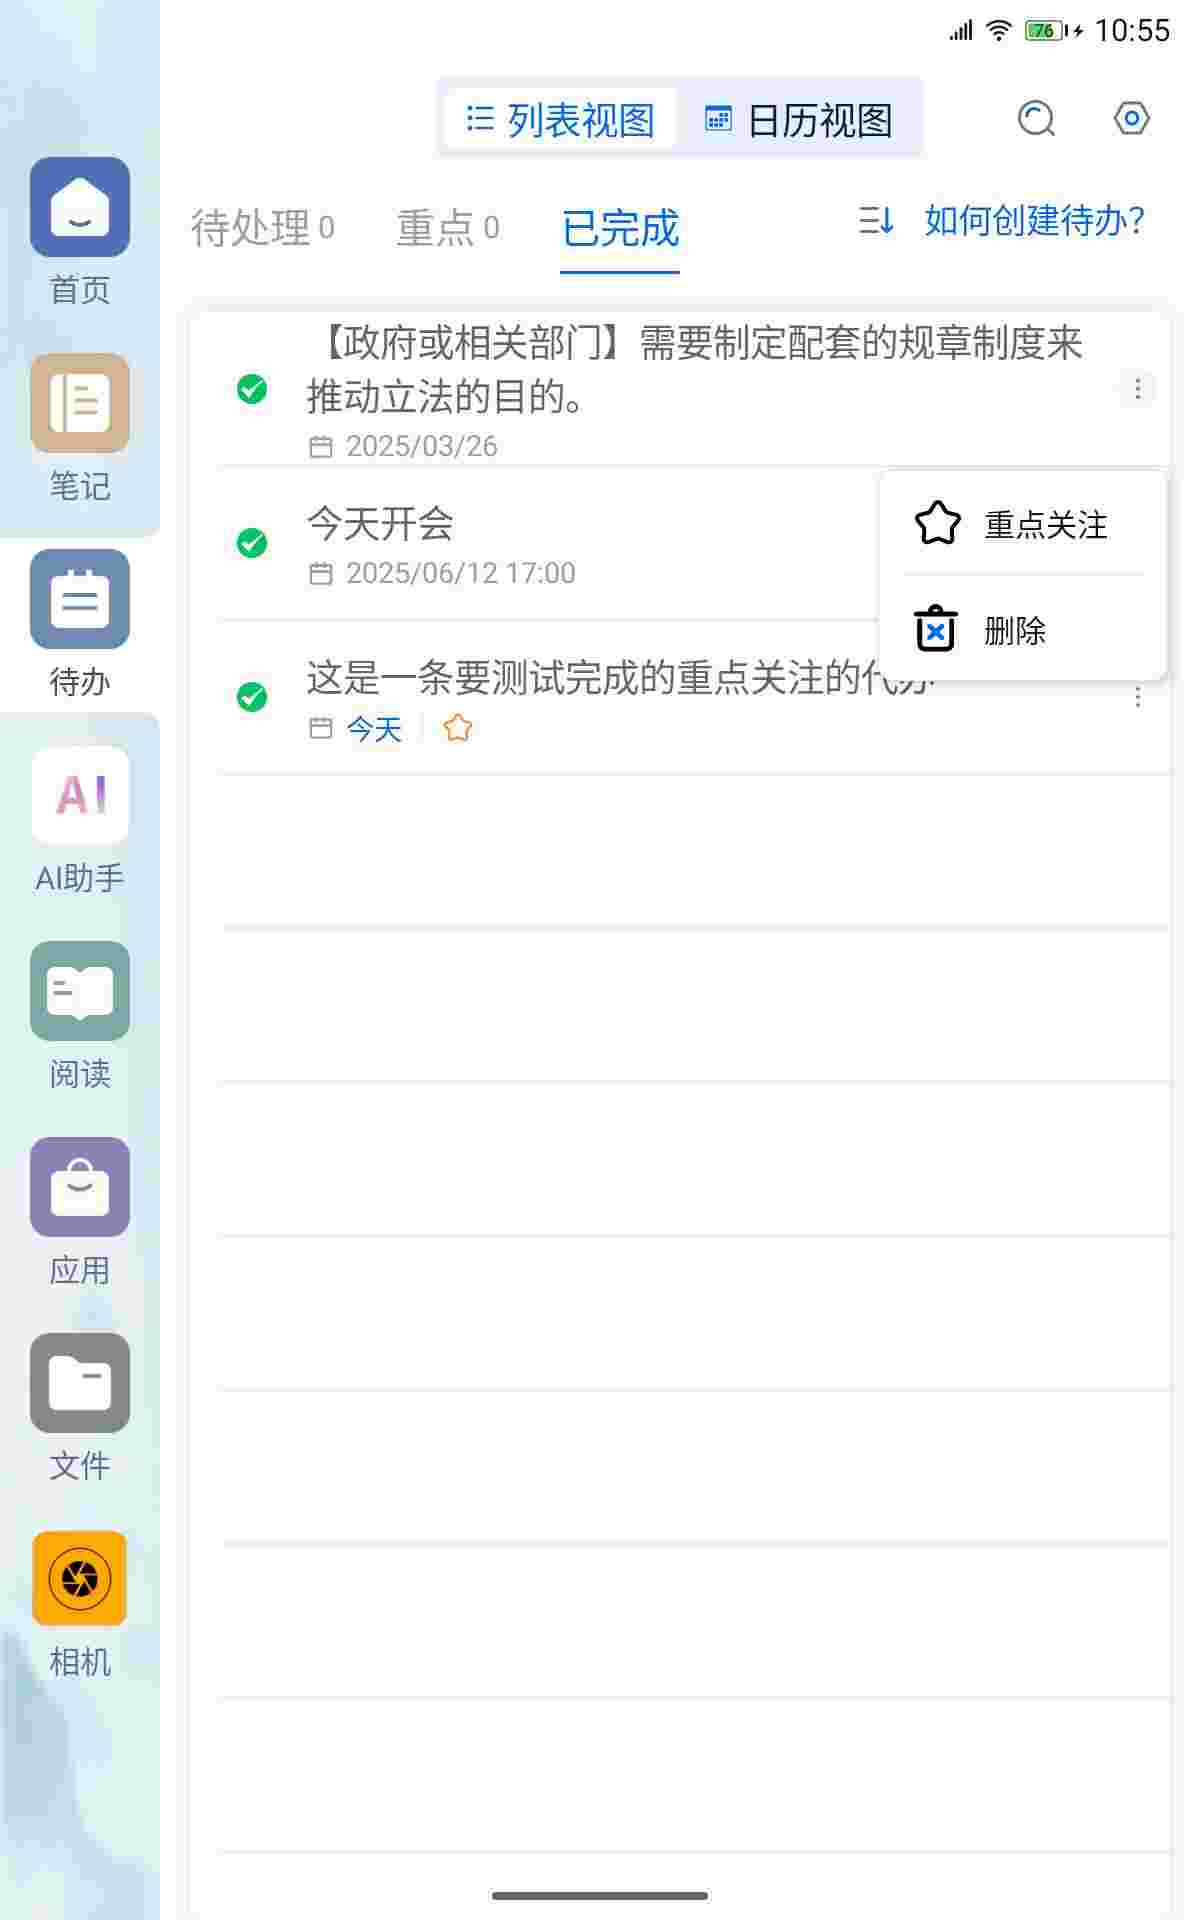 76 10:55
列表视图 日历视图
待处理 0 重点 0 已完成 如何创建待办?
【政府或相关部门】需要制定配套的规章制度来
推动立法的目的。
2025/03/26
今天开会
2025/06/12 17:00
这是一条要测试完成的重点关注的代办
今天
重点关注
删除
首页
笔记
待办
AI
AI助手
阅读
应用
文件
相机